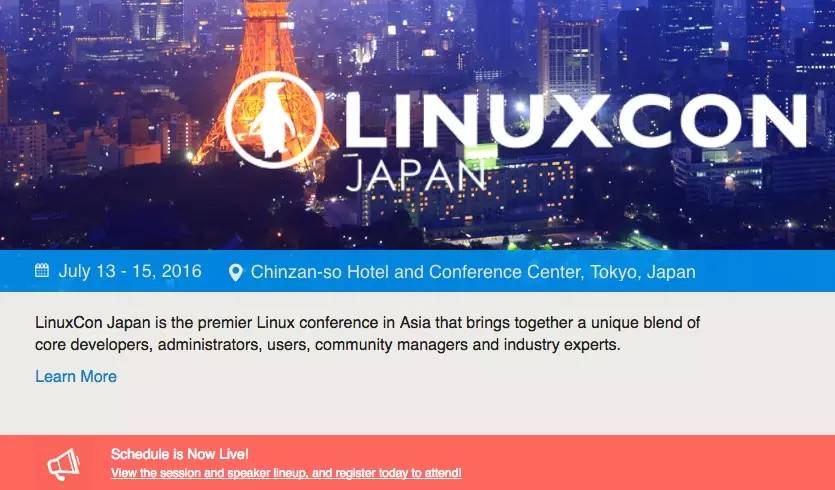 LINUXCON
JAPAN
July 13 - 15, 2016 Chinzan-so Hotel and Conference Center, Tokyo, Japan
LinuxCon Japan is the premier Linux conference in Asia that brings together a unique blend of
core developers, administrators, users, community managers and industry experts.
Learn More
Schedule is Now Live!
View the session and speaker lineup, and register today to attend!